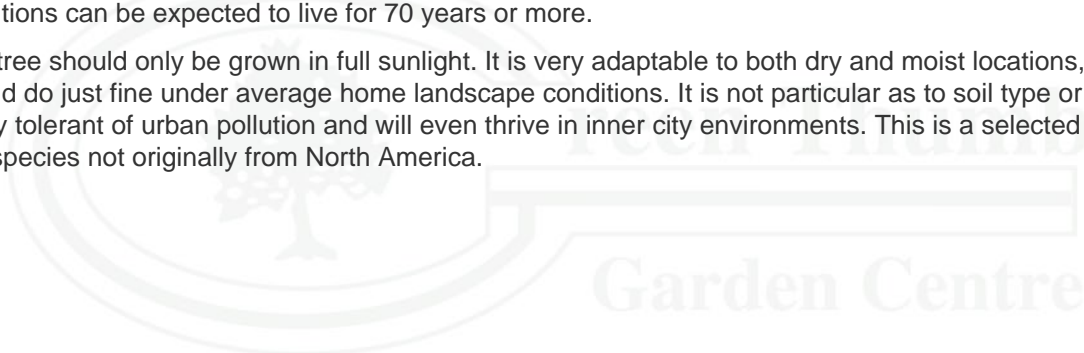 tions can be expected to live for 70 years or more.
tree should only be grown in full sunlight. It is very adaptable to both dry and moist locations,
d do just fine under average home landscape conditions. It is not particular as to soil type or
y tolerant of urban pollution and will even thrive in inner city environments. This is a selected
species not originally from North America.
reen Thumb
Garden Centre